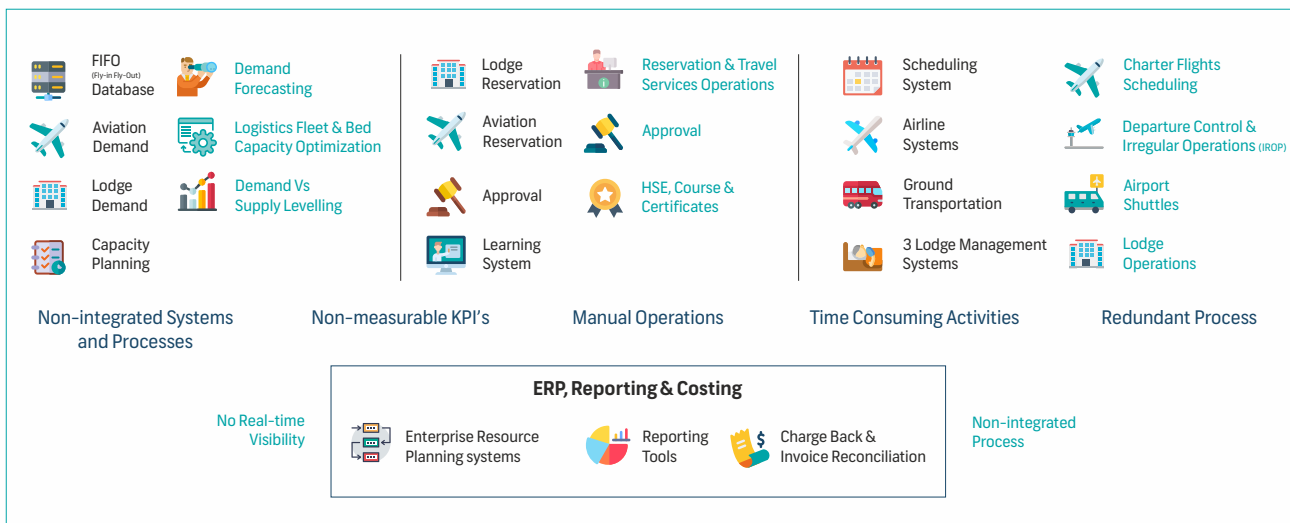 FIFO
(Fly-in Fly-Out)
Database
Demand
Forecasting
Aviation
Demand
Logistics Fleet & Bed
Capacity Optimization
Lodge
Demand
Demand Vs
Supply Levelling
Capacity
Planning
Lodge
Reservation
Reservation & Travel
Services Operations
Aviation
Reservation
Approval
Approval
HSE, Course &
Certificates
Learning
System
Scheduling
System
Charter Flights
Scheduling
Airline
Systems
Departure Control &
Irregular Operations (IROP)
Ground
Transportation
Airport
Shuttles
3 Lodge Management
Systems
Lodge
Operations
Non-integrated Systems
and Processes
Non-measurable KPI's
Manual Operations
Time Consuming Activities
Redundant Process
ERP, Reporting & Costing
No Real-time
Visibility
Enterprise Resource
Planning systems
Reporting
Tools
$
Charge Back &
Invoice Reconciliation
Non-integrated
Process